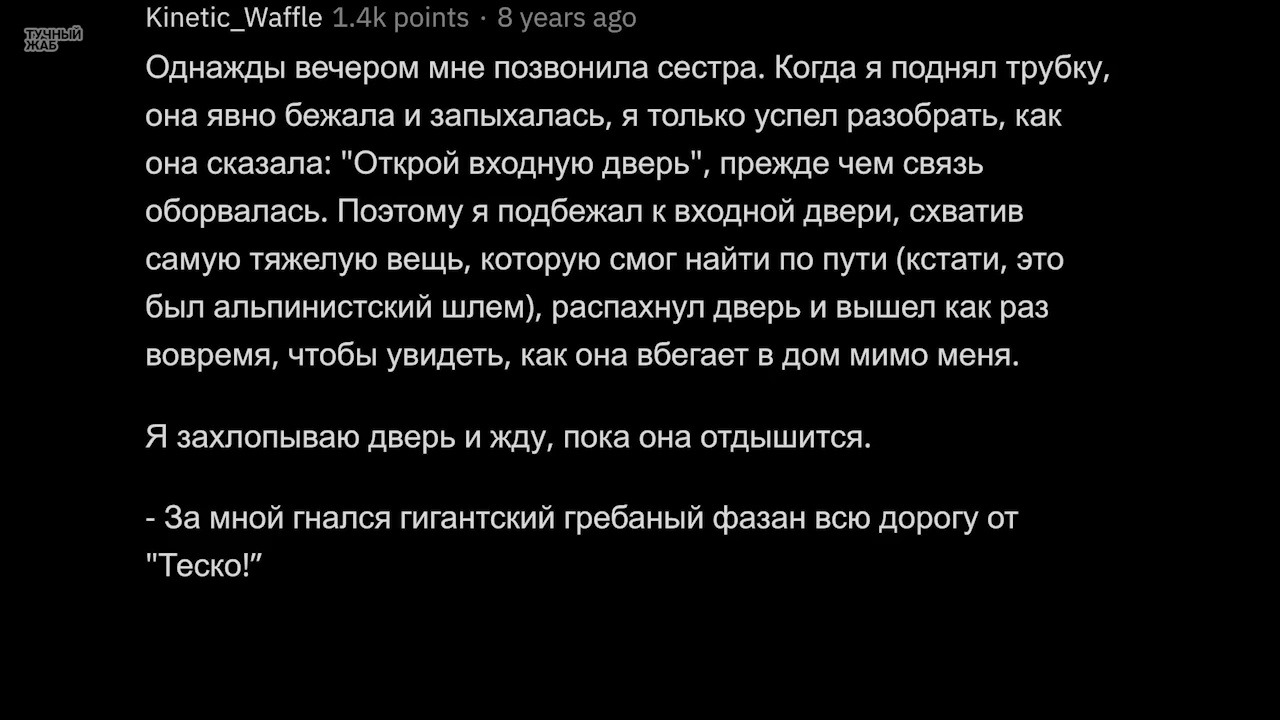 ТУЧНЫЙ
ЖАБ
Kinetic_Waffle 1.4k points · 8 years ago
Однажды вечером мне позвонила сестра. Когда я поднял трубку,
она явно бежала и запыхалась, я только успел разобрать, как
она сказала: "Открой входную дверь", прежде чем связь
оборвалась. Поэтому я подбежал к входной двери, схватив
самую тяжелую вещь, которую смог найти по пути (кстати, это
был альпинистский шлем), распахнул дверь и вышел как раз
вовремя, чтобы увидеть, как она вбегает в дом мимо меня.
Я захлопываю дверь и жду, пока она отдышится.
- За мной гнался гигантский гребаный фазан всю дорогу от
"Теско!”